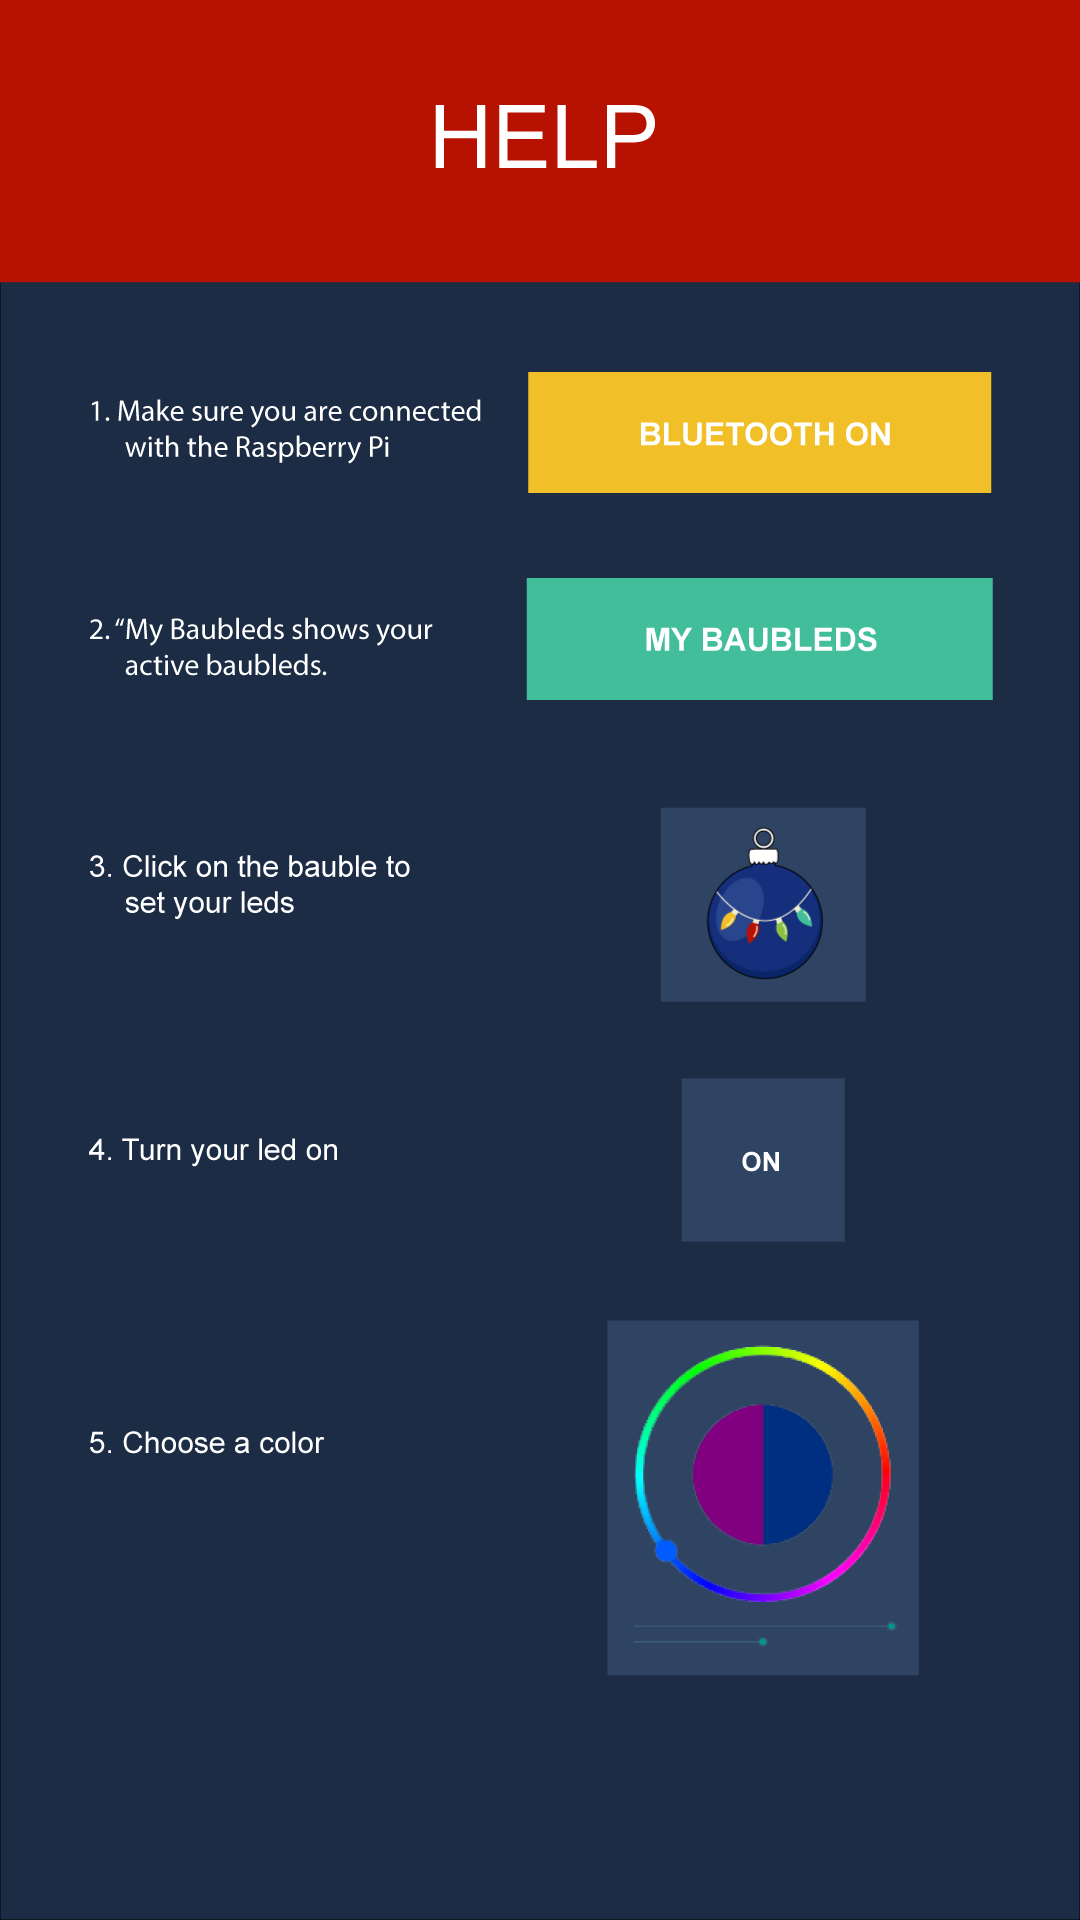 HELP
1. Make sure you are connected
with the Raspberry Pi
BLUETOOTH ON
2. “My Baubleds shows your
active baubleds.
MY BAUBLEDS
3. Click on the bauble to
set your leds
4. Turn your led on
ON
5. Choose a color